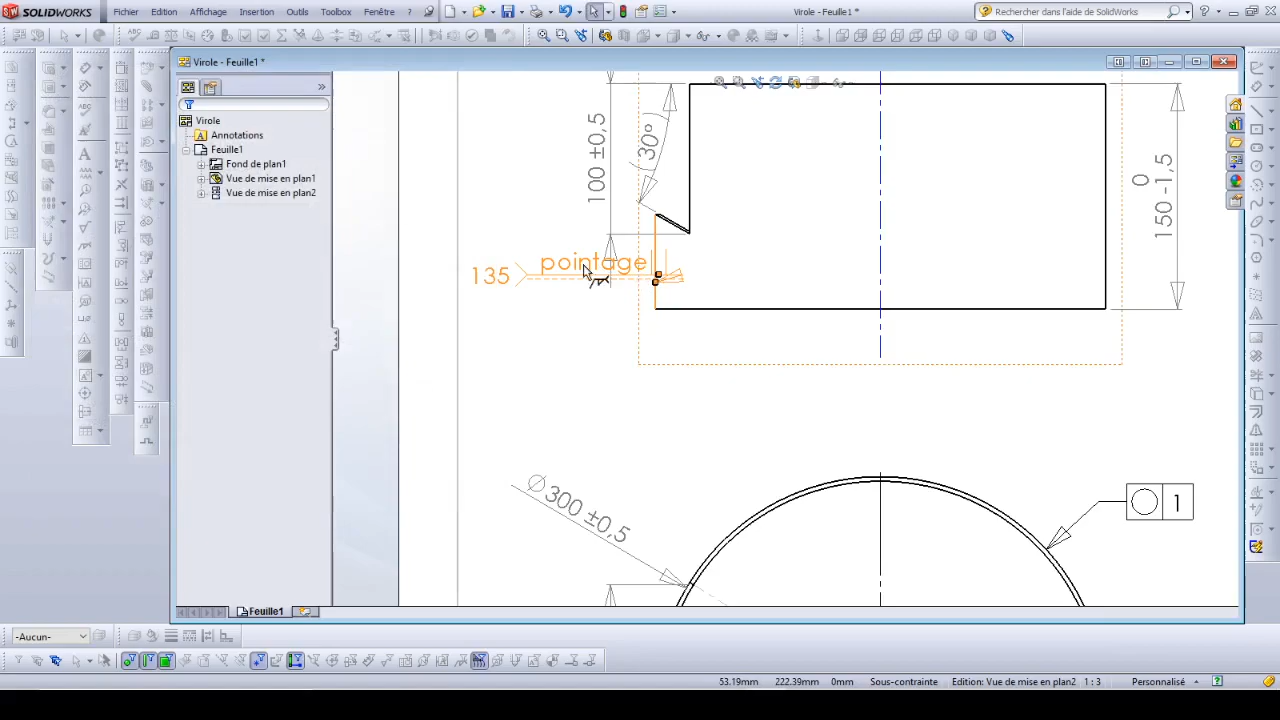 SOLIDWORKS
Fichier Edition Affichage Insertion Outils Toolbox Fenêtre ?
Virole - Feuille1 *
Rechercher dans l'aide de SolidWorks
Virole - Feuille1 *
Virole
Annotations
Feuille1
Fond de plan1
Vue de mise en plan1
Vue de mise en plan2
100 ±0,5
30°
0
150 -1,5
pointage
135
Ø 300 ±0,5
1
Feuille1
-Aucun-
53.19mm 222.39mm 0mm Sous-contrainte Edition: Vue de mise en plan2 1 : 3 Personnalisé